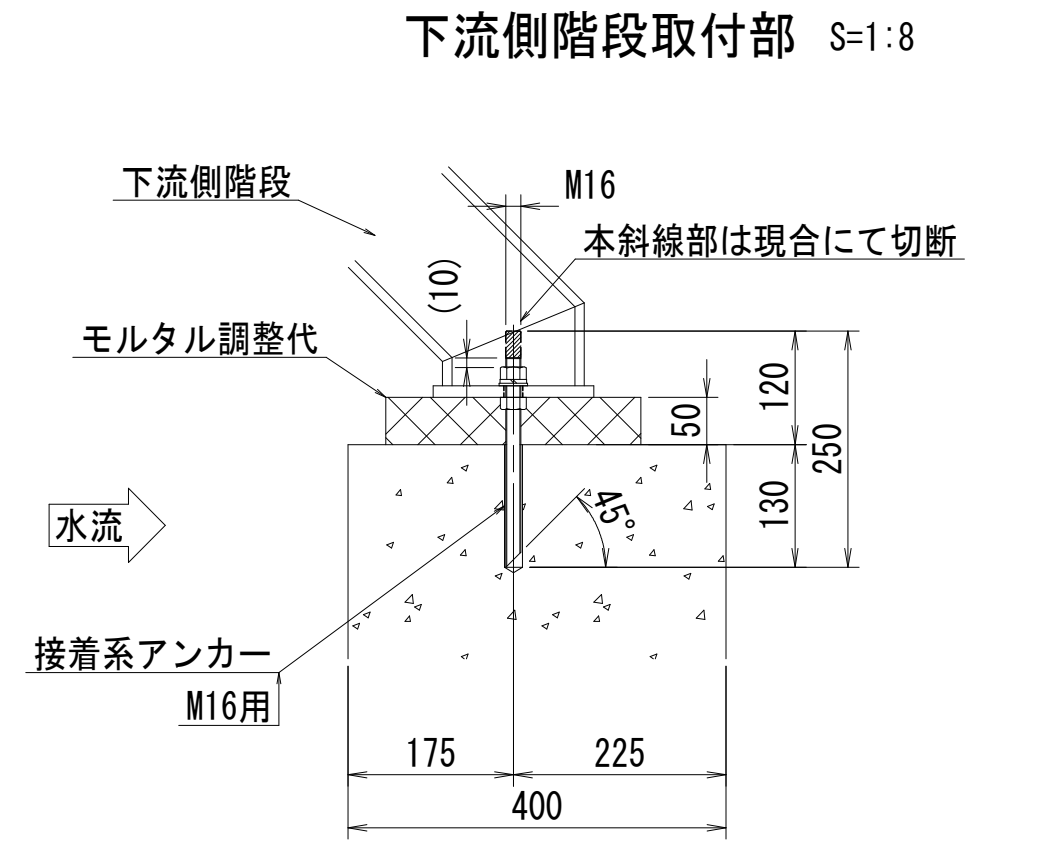 下流側階段取付部 S=1:8
下流側階段
M16
本斜線部は現合にて切断
(10)
モルタル調整代
50
120
250
130
45°
水流
接着系アンカー
M16用
175
225
400